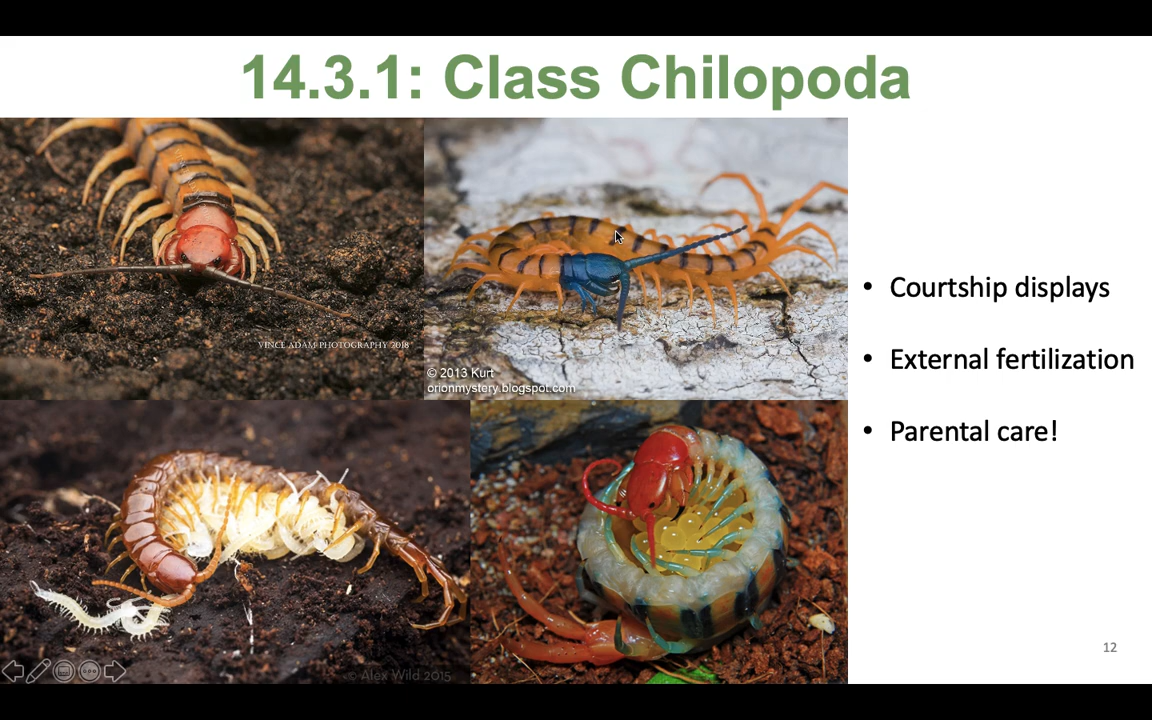 14.3.1: Class Chilopoda
VINCE ADAM PHOTOGRAPHY 2018
© 2013 Kurt
orionmystery.blogspot.com
• Courtship displays
• External fertilization
• Parental care!
© Alex Wild 2015
12